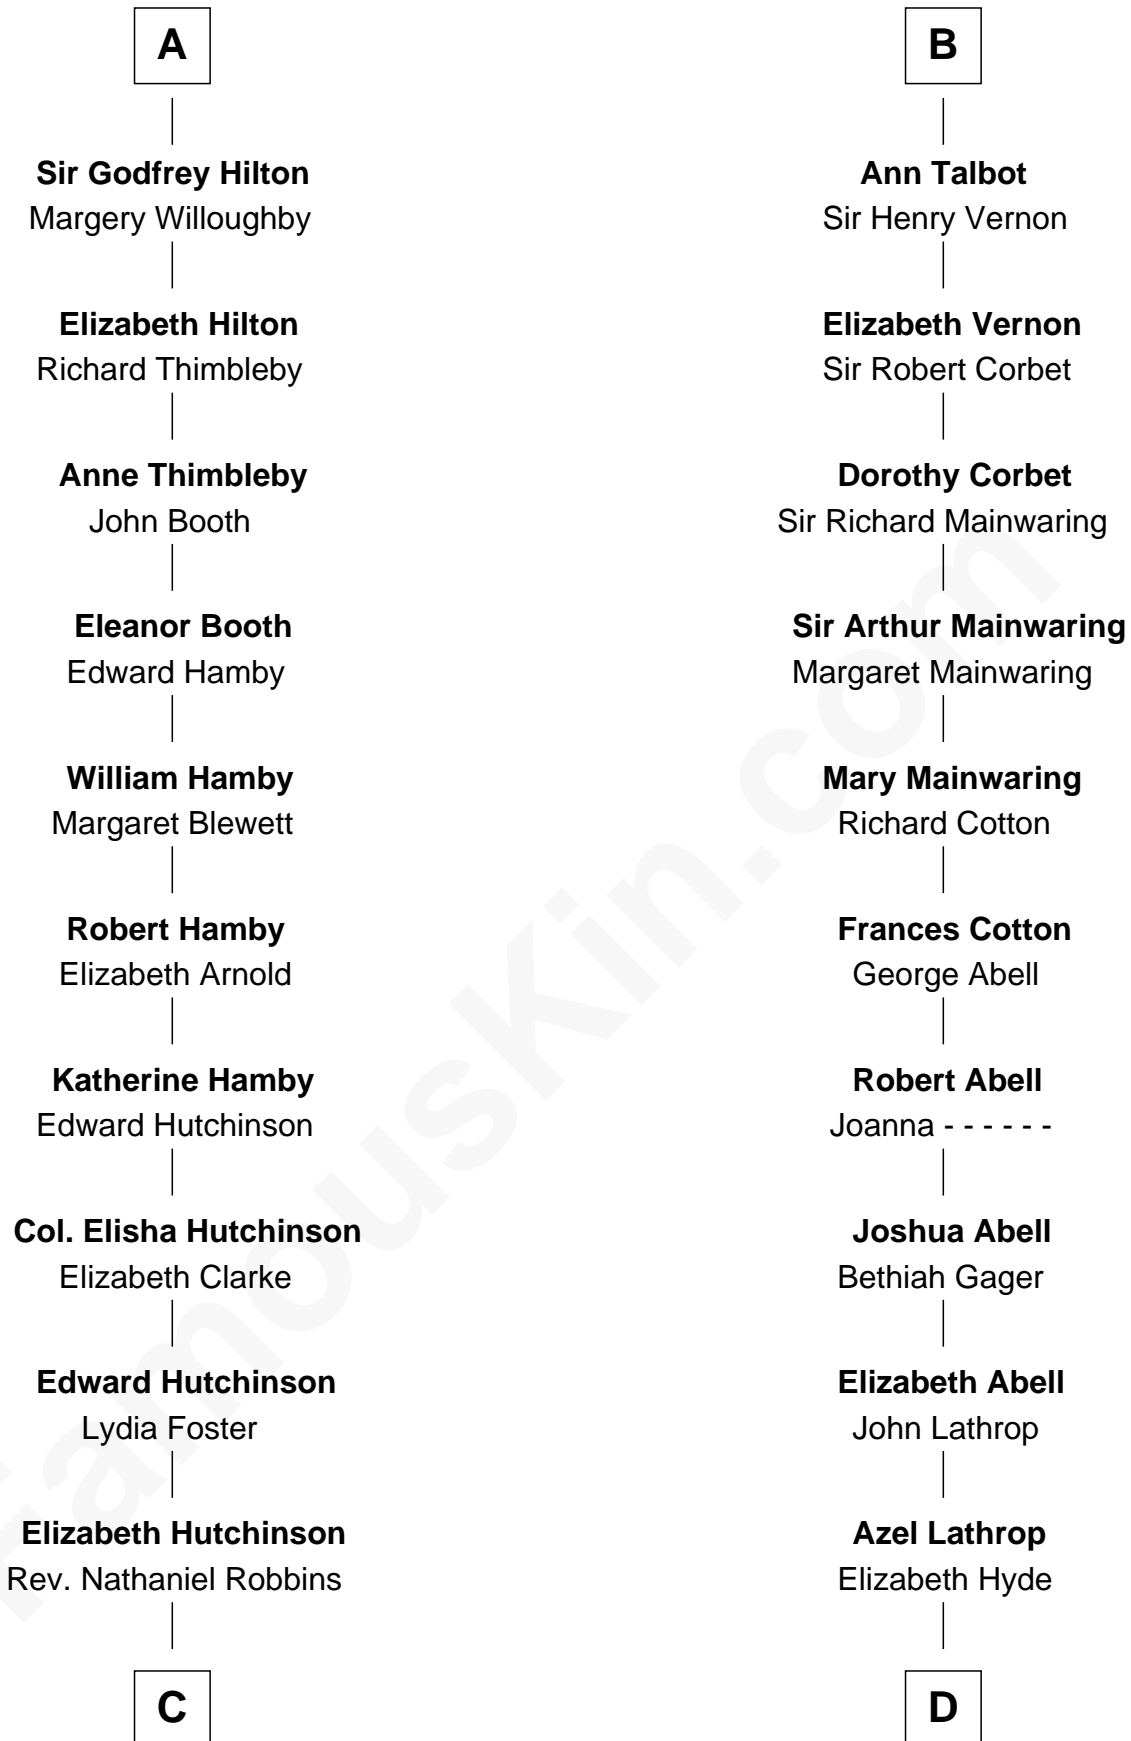 A
Sir Godfrey Hilton
Margery Willoughby
Elizabeth Hilton
Richard Thimbleby
Anne Thimbleby
John Booth
Eleanor Booth
Edward Hamby
William Hamby
Margaret Blewett
Robert Hamby
Elizabeth Arnold
Katherine Hamby
Edward Hutchinson
Col. Elisha Hutchinson
Elizabeth Clarke
Edward Hutchinson
Lydia Foster
Elizabeth Hutchinson
Rev. Nathaniel Robbins
C
B
Ann Talbot
Sir Henry Vernon
Elizabeth Vernon
Sir Robert Corbet
Dorothy Corbet
Sir Richard Mainwaring
Sir Arthur Mainwaring
Margaret Mainwaring
Mary Mainwaring
Richard Cotton
Frances Cotton
George Abell
Robert Abell
Joanna - - - - - -
Joshua Abell
Bethiah Gager
Elizabeth Abell
John Lathrop
Azel Lathrop
Elizabeth Hyde
D
FamousKin.com